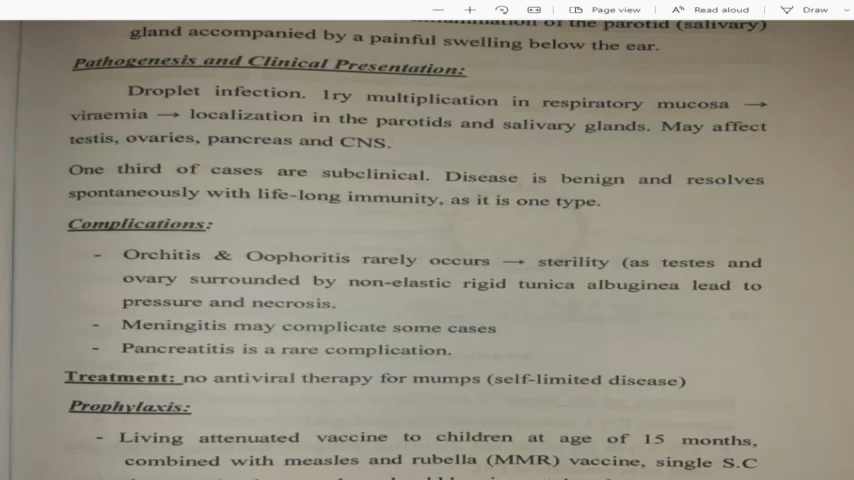 Page view
Read aloud
Draw
of the parotid (salivary)
gland accompanied by a painful swelling below the ear.
Pathogenesis and Clinical Presentation:
Droplet infection. 1ry multiplication in respiratory mucosa →
viraemia → localization in the parotids and salivary glands. May affect
testis, ovaries, pancreas and CNS.
One third of cases are subclinical. Disease is benign and resolves
spontaneously with life-long immunity, as it is one type.
Complications:
- Orchitis & Oophoritis rarely occurs → sterility (as testes and
ovary surrounded by non-elastic rigid tunica albuginea lead to
pressure and necrosis.
- Meningitis may complicate some cases
- Pancreatitis is a rare complication.
Treatment: no antiviral therapy for mumps (self-limited disease)
Prophylaxis:
- Living attenuated vaccine to children at age of 15 months,
combined with measles and rubella (MMR) vaccine, single S.C